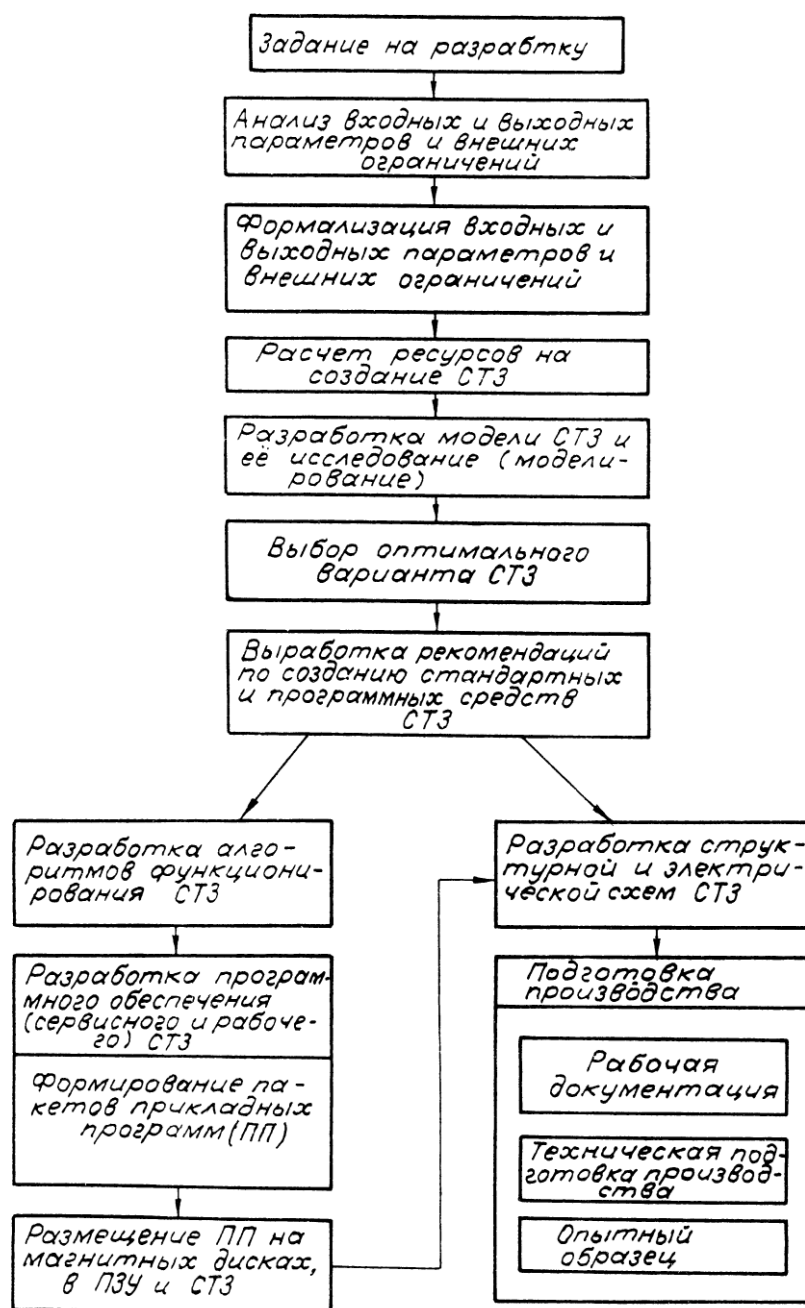 Задание на разрабтку
Анализ входных и выходных
параметров и внешних
ограничений
Формализация входных и
выходных параметров и
внешних ограничений
Расчет ресурсов на
создание СТЗ
Разработка модели СТЗ и
её исследование (модели-
рование)
Выбор оптимального
варианта СТЗ
Выработка рекомендаций
по созданию стандартных
и программных средств
СТЗ
Разработка алго-
ритмов функциони-
рования СТЗ
Разработка програм-
много обеспечения
(сервисного и рабоче-
го) СТЗ
Формирование па-
кетов прикладных
программ (ПП)
Размещение ПП на
магнитных дисках,
в ПЗУ и СТЗ
Разработка струк-
турной и электри-
ческой схем СТЗ
Подготовка
производства
Рабочая
документация
Техническая под-
готовка производ-
ства
Опытный
образец